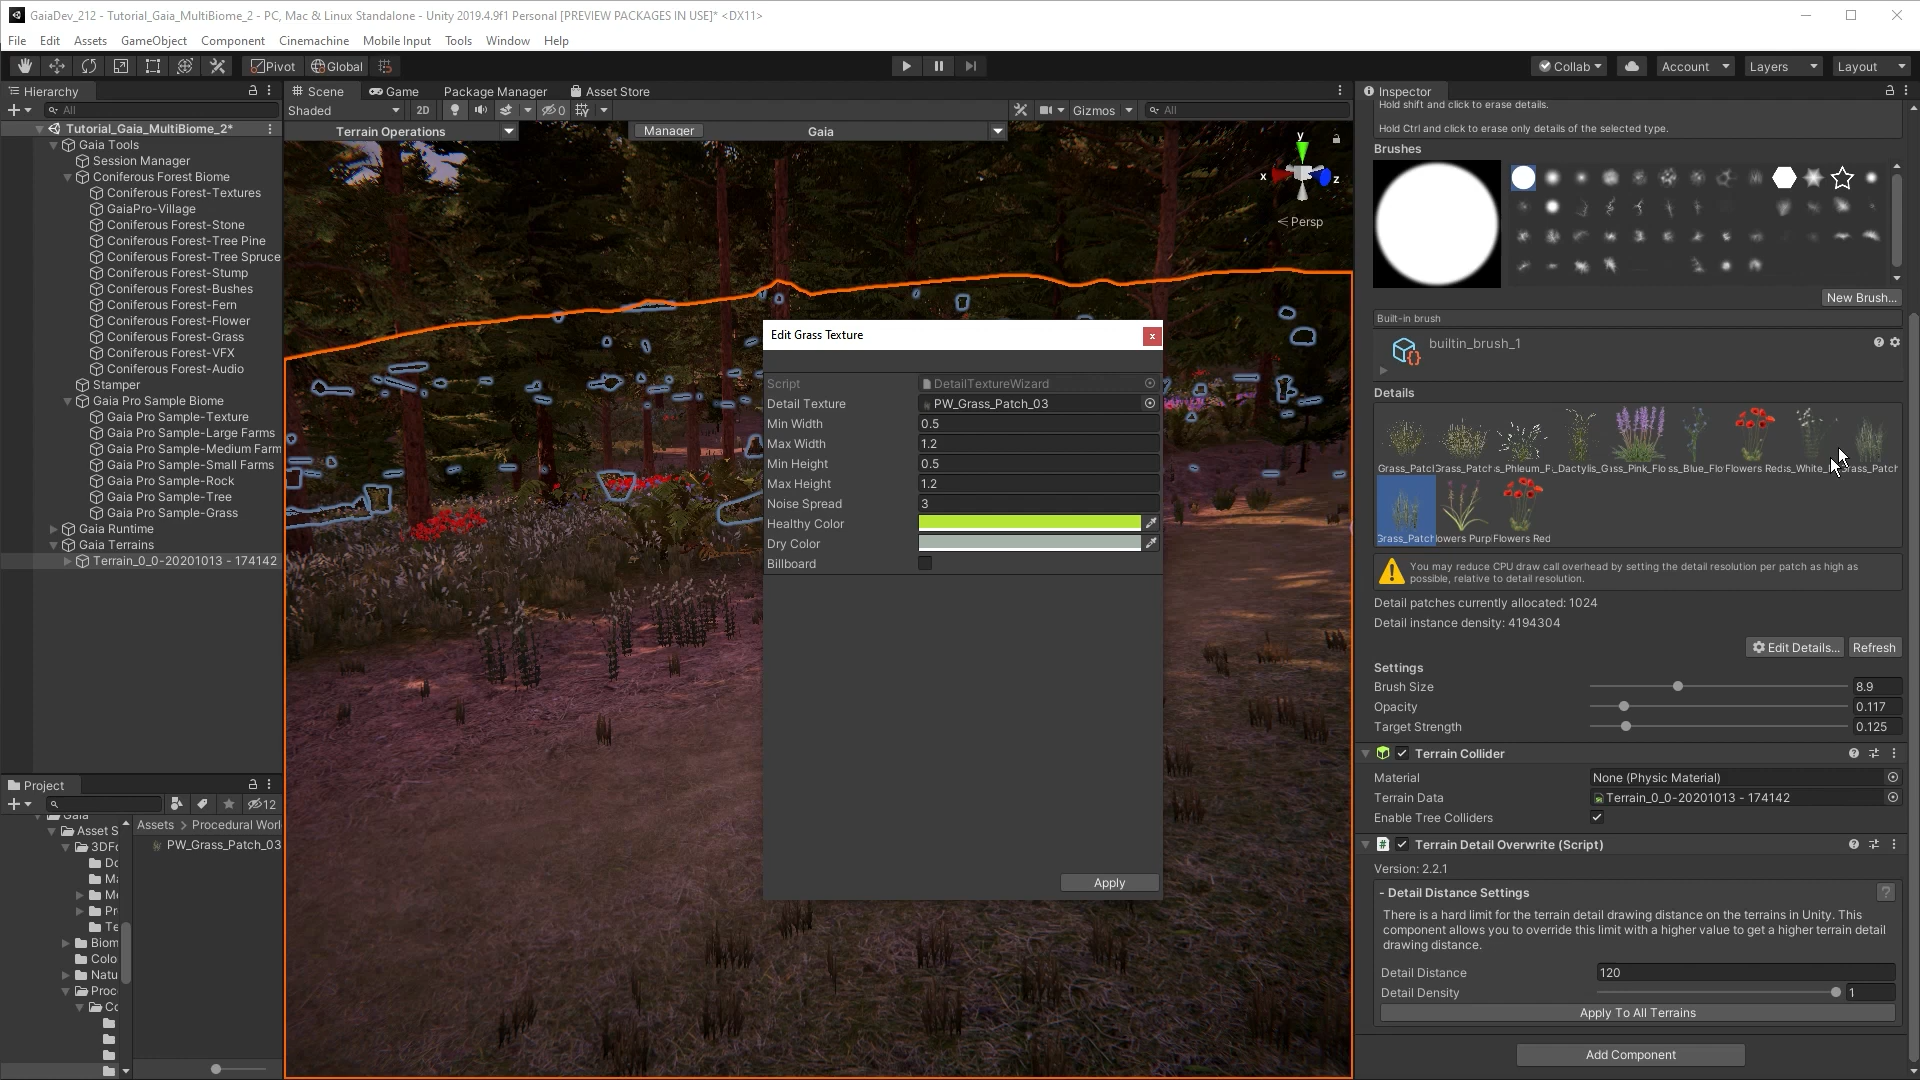 GaiaDev_212 - Tutorial_Gaia_MultiBiome_2 - PC, Mac & Linux Standalone - Unity 2019.4.9f1 Personal [PREVIEW PACKAGES IN USE]* <DX11>
File Edit Assets GameObject Component Cinemachine Mobile Input Tools Window Help
Pivot Global Collab Account Layers Layout
Hierarchy
All
Tutorial_Gaia_MultiBiome_2*
Gaia Tools
Session Manager
Coniferous Forest Biome
Coniferous Forest-Textures
GaiaPro-Village
Coniferous Forest-Stone
Coniferous Forest-Tree Pine
Coniferous Forest-Tree Spruce
Coniferous Forest-Stump
Coniferous Forest-Bushes
Coniferous Forest-Fern
Coniferous Forest-Flower
Coniferous Forest-Grass
Coniferous Forest-VFX
Coniferous Forest-Audio
Stamper
Gaia Pro Sample Biome
Gaia Pro Sample-Texture
Gaia Pro Sample-Large Farms
Gaia Pro Sample-Medium Farm
Gaia Pro Sample-Small Farms
Gaia Pro Sample-Rock
Gaia Pro Sample-Tree
Gaia Pro Sample-Grass
Gaia Runtime
Gaia Terrains
Terrain_0_0-20201013 - 174142
Project
12
Asset S
3DFo
Biom
Colo
Natu
Proc
Assets > Procedural Worl
PW_Grass_Patch_03
Scene Game Package Manager Asset Store
Shaded 2D 0 Gizmos All
Terrain Operations Manager Gaia
y
x z
Persp
Edit Grass Texture
x
Script DetailTextureWizard
Detail Texture PW_Grass_Patch_03
Min Width 0.5
Max Width 1.2
Min Height 0.5
Max Height 1.2
Noise Spread 3
Healthy Color
Dry Color
Billboard
Apply
Inspector
Hold shift and click to erase details.
Hold Ctrl and click to erase only details of the selected type.
Brushes
New Brush...
Built-in brush
builtin_brush_1
Details
Grass_Patch
Flowers Red
You may reduce CPU draw call overhead by setting the detail resolution per patch as high as
possible, relative to detail resolution.
Detail patches currently allocated: 1024
Detail instance density: 4194304
Edit Details... Refresh
Settings
Brush Size 8.9
Opacity 0.117
Target Strength 0.125
Terrain Collider
Material None (Physic Material)
Terrain Data Terrain_0_0-20201013 - 174142
Enable Tree Colliders
Terrain Detail Overwrite (Script)
Version: 2.2.1
- Detail Distance Settings ?
There is a hard limit for the terrain detail drawing distance on the terrains in Unity. This
component allows you to override this limit with a higher value to get a higher terrain detail
drawing distance.
Detail Distance 120
Detail Density 1
Apply To All Terrains
Add Component